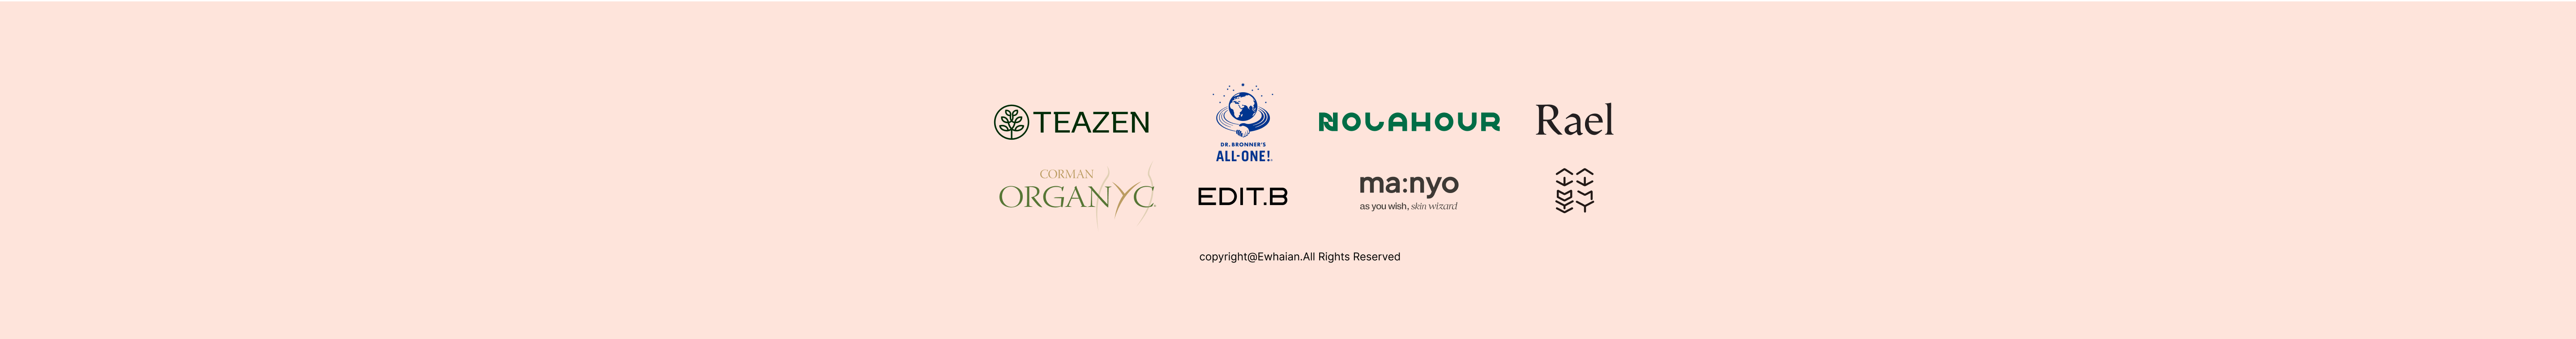 TEAZEN
DR. BRONNER'S
ALL-ONE!
NOLAHOUR
Rael
CORMAN
ORGANYC
EDIT.B
ma:nyo
as you wish, skin wizard
copyright@Ewhaian.All Rights Reserved